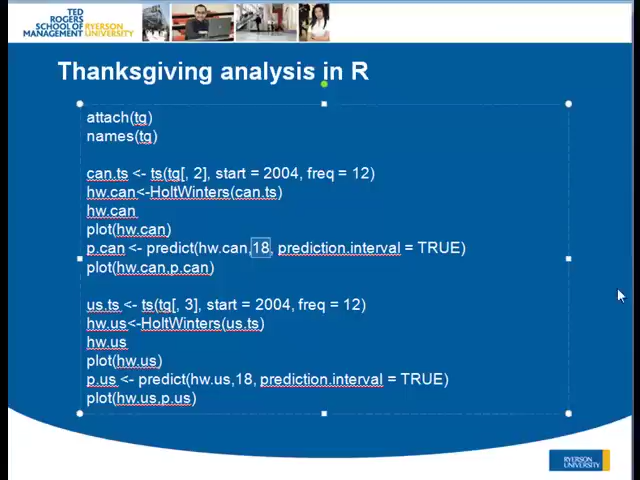 TED
ROGERS
SCHOOL OF
MANAGEMENT
RYERSON
UNIVERSITY
Thanksgiving analysis in R
attach(tg)
names(tg)
can.ts <- ts(tg[, 2], start = 2004, freq = 12)
hw.can<-HoltWinters(can.ts)
hw.can
plot(hw.can)
p.can <- predict(hw.can,18, prediction.interval = TRUE)
plot(hw.can,p.can)
us.ts <- ts(tg[, 3], start = 2004, freq = 12)
hw.us<-HoltWinters(us.ts)
hw.us
plot(hw.us)
p.us <- predict(hw.us,18, prediction.interval = TRUE)
plot(hw.us,p.us)
RYERSON
UNIVERSITY